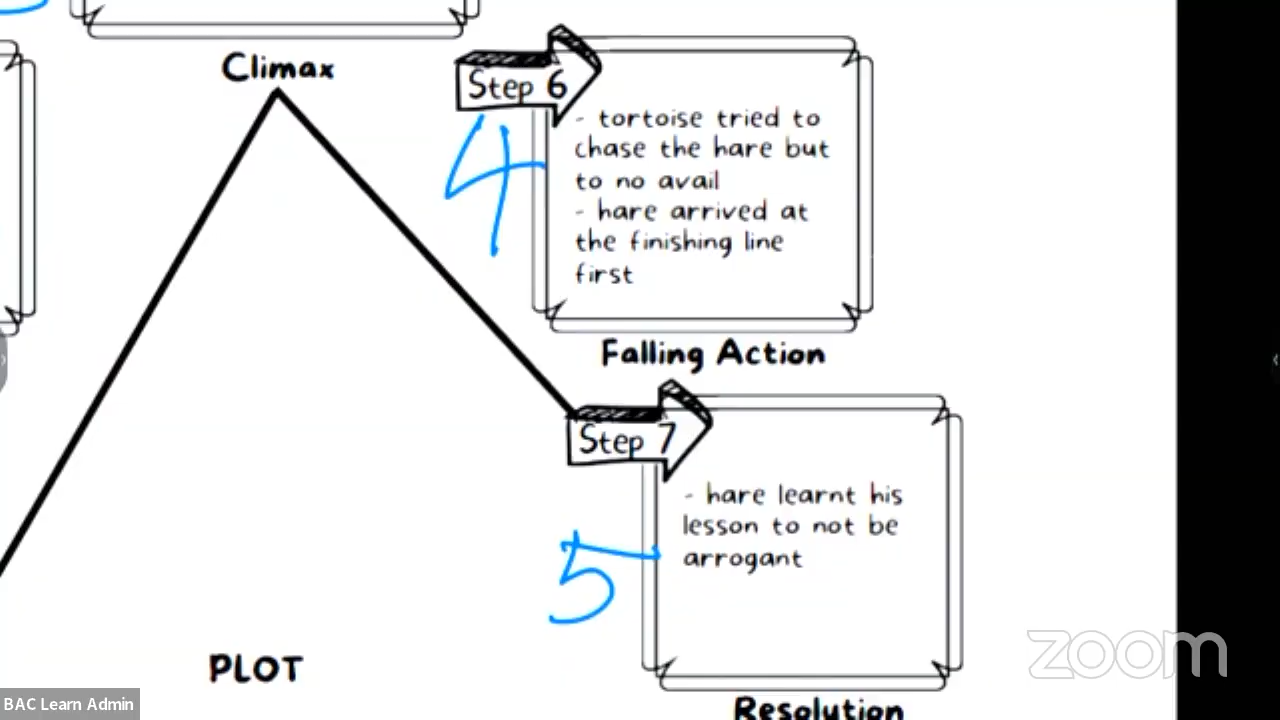 Climax
Step 6
4
- tortoise tried to
chase the hare but
to no avail
- hare arrived at
the finishing line
first
Falling Action
Step 7
5
- hare learnt his
lesson to not be
arrogant
PLOT
Resolution
zoom
BAC Learn Admin